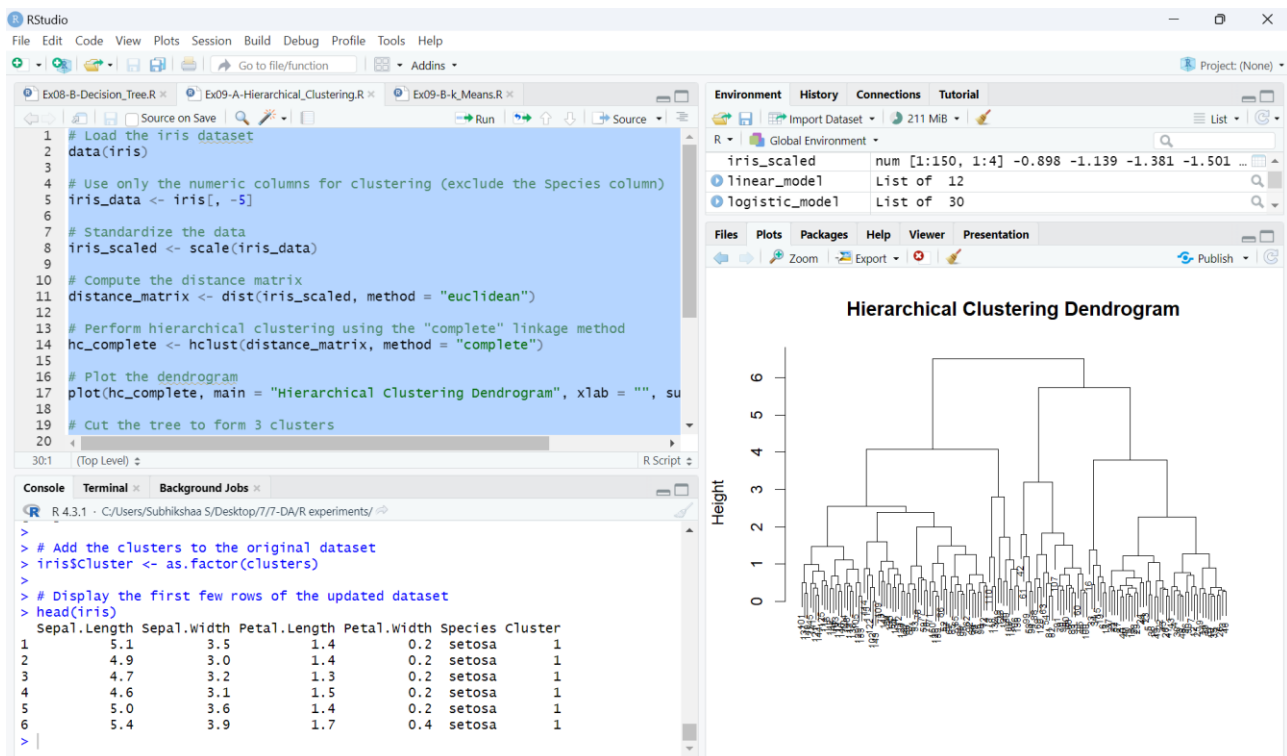 RStudio
File Edit Code View Plots Session Build Debug Profile Tools Help
Go to file/function Addins Project: (None)
Ex08-B-Decision_Tree.R Ex09-A-Hierarchical_Clustering.R Ex09-B-k_Means.R
Source on Save Run Source
1 # Load the iris dataset
2 data(iris)
3
4 # Use only the numeric columns for clustering (exclude the Species column)
5 iris_data <- iris[, -5]
6
7 # Standardize the data
8 iris_scaled <- scale(iris_data)
9
10 # Compute the distance matrix
11 distance_matrix <- dist(iris_scaled, method = "euclidean")
12
13 # Perform hierarchical clustering using the "complete" linkage method
14 hc_complete <- hclust(distance_matrix, method = "complete")
15
16 # Plot the dendrogram
17 plot(hc_complete, main = "Hierarchical Clustering Dendrogram", xlab = "", su
18
19 # Cut the tree to form 3 clusters
20
30:1 (Top Level) R Script
Console Terminal Background Jobs
R 4.3.1 · C:/Users/Subhikshaa S/Desktop/7/7-DA/R experiments/
>
> # Add the clusters to the original dataset
> iris$Cluster <- as.factor(clusters)
>
> # Display the first few rows of the updated dataset
> head(iris)
Sepal.Length Sepal.Width Petal.Length Petal.Width Species Cluster
1 5.1 3.5 1.4 0.2 setosa 1
2 4.9 3.0 1.4 0.2 setosa 1
3 4.7 3.2 1.3 0.2 setosa 1
4 4.6 3.1 1.5 0.2 setosa 1
5 5.0 3.6 1.4 0.2 setosa 1
6 5.4 3.9 1.7 0.4 setosa 1
>
Environment History Connections Tutorial
Import Dataset 211 MiB List
R Global Environment
iris_scaled num [1:150, 1:4] -0.898 -1.139 -1.381 -1.501 ...
linear_model List of 12
logistic_model List of 30
Files Plots Packages Help Viewer Presentation
Zoom Export Publish
Hierarchical Clustering Dendrogram
Height
6
5
4
3
2
1
0